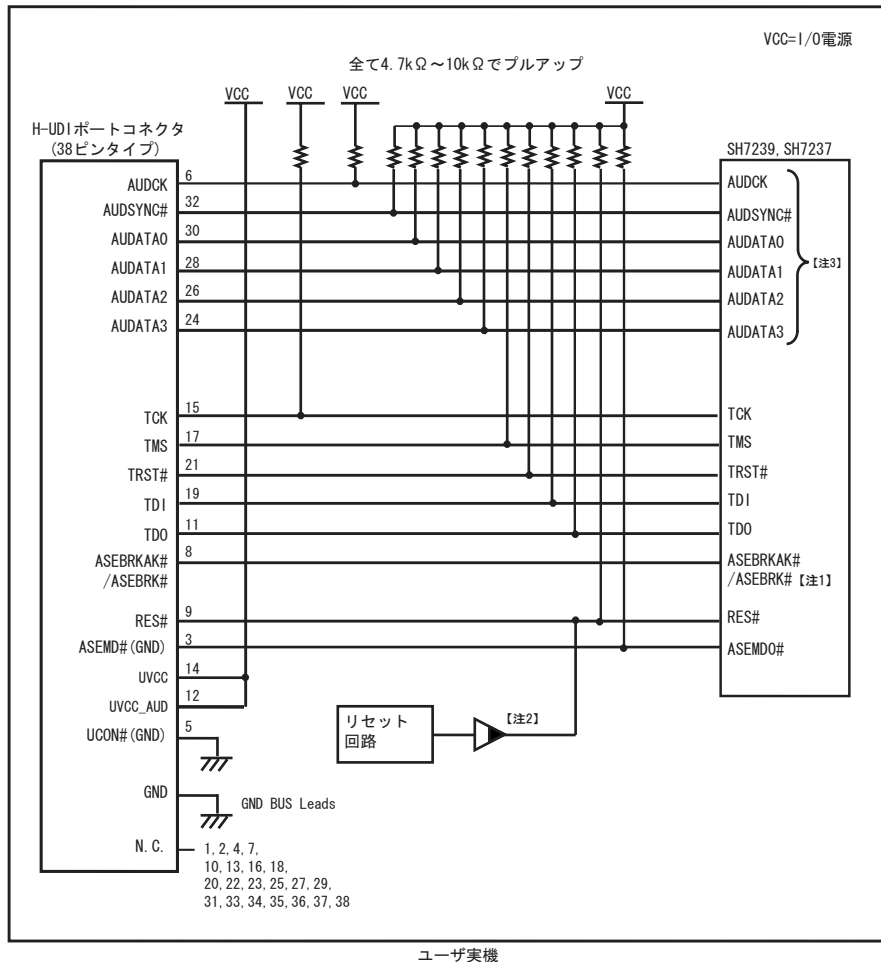 VCC=I/O電源
全て4.7kΩ～10kΩでプルアップ
VCC VCC VCC VCC
H-UDIポートコネクタ
(38ピンタイプ)
SH7239, SH7237
AUDCK 6 AUDCK
AUDSYNC# 32 AUDSYNC#
AUDATA0 30 AUDATA0
AUDATA1 28 AUDATA1
【注3】
AUDATA2 26 AUDATA2
AUDATA3 24 AUDATA3
TCK 15 TCK
TMS 17 TMS
TRST# 21 TRST#
TDI 19 TDI
TDO 11 TDO
ASEBRKAK# 8 ASEBRKAK#
/ASEBRK# /ASEBRK#【注1】
RES# 9 RES#
ASEMD#(GND) 3 ASEMD0#
UVCC 14
UVCC_AUD 12
UCON#(GND) 5
リセット
回路
【注2】
GND GND BUS Leads
N.C. 1, 2, 4, 7,
10, 13, 16, 18,
20, 22, 23, 25, 27, 29,
31, 33, 34, 35, 36, 37, 38
ユーザ実機